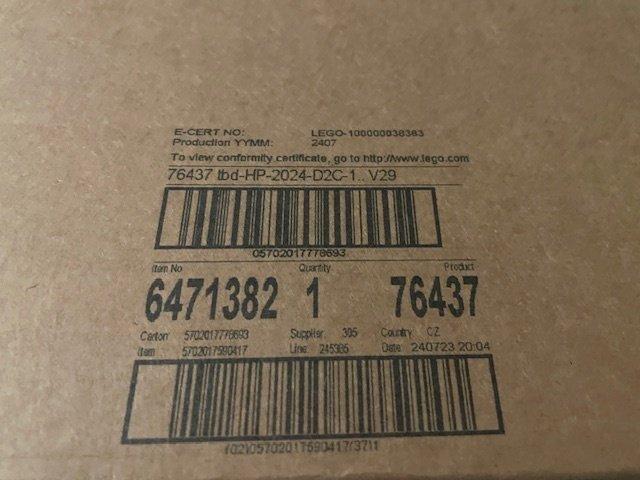 E-CERT NO: LEGO-100000038383
Production YYMM: 2407
To view conformity certificate, go to http://www.lego.com
76437 tbd-HP-2024-D2C-1.. V29
05702017778693
Item No Quantity Product
6471382 1 76437
Carton 5702017778693 Supplier: 305 Country CZ
Item 5702017590417 Line: 245385 Date: 240723 20:04
(02)05702017590417(37)1